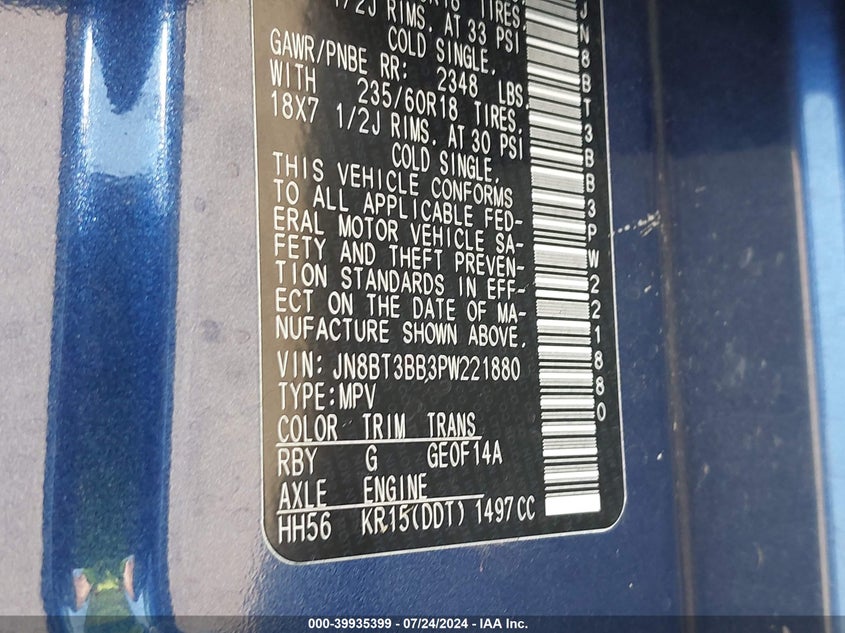 1/2J RIMS. AT 33 PSI
COLD SINGLE.
GAWR/PNBE RR: 2348 LBS.
WITH 235/60R18 TIRES,
18X7 1/2J RIMS. AT 30 PSI
COLD SINGLE.
THIS VEHICLE CONFORMS
TO ALL APPLICABLE FED-
ERAL MOTOR VEHICLE SA-
FETY AND THEFT PREVEN-
TION STANDARDS IN EFF-
ECT ON THE DATE OF MA-
NUFACTURE SHOWN ABOVE.
VIN: JN8BT3BB3PW221880
TYPE:MPV
COLOR TRIM TRANS
RBY G GEOF14A
AXLE ENGINE
HH56 KR15(DDT) 1497CC
JN8BT3BB3PW221880
000-39935399 - 07/24/2024 - IAA Inc.